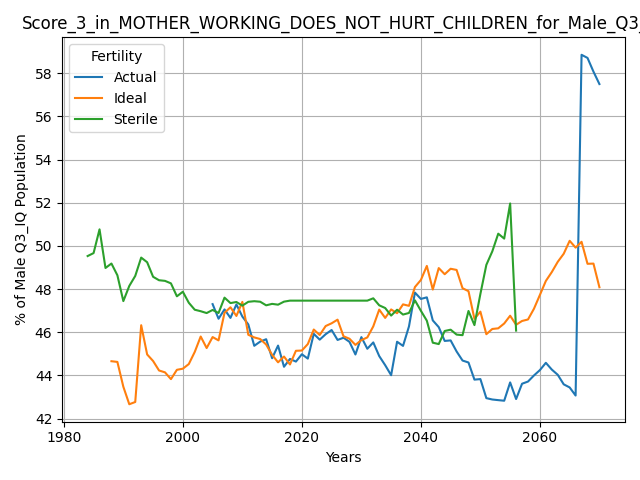 Score_3_in_MOTHER_WORKING_DOES_NOT_HURT_CHILDREN_for_Male_Q3_
Fertility
Actual
Ideal
Sterile
% of Male Q3_IQ Population
58
56
54
52
50
48
46
44
42
1980
2000
2020
2040
2060
Years